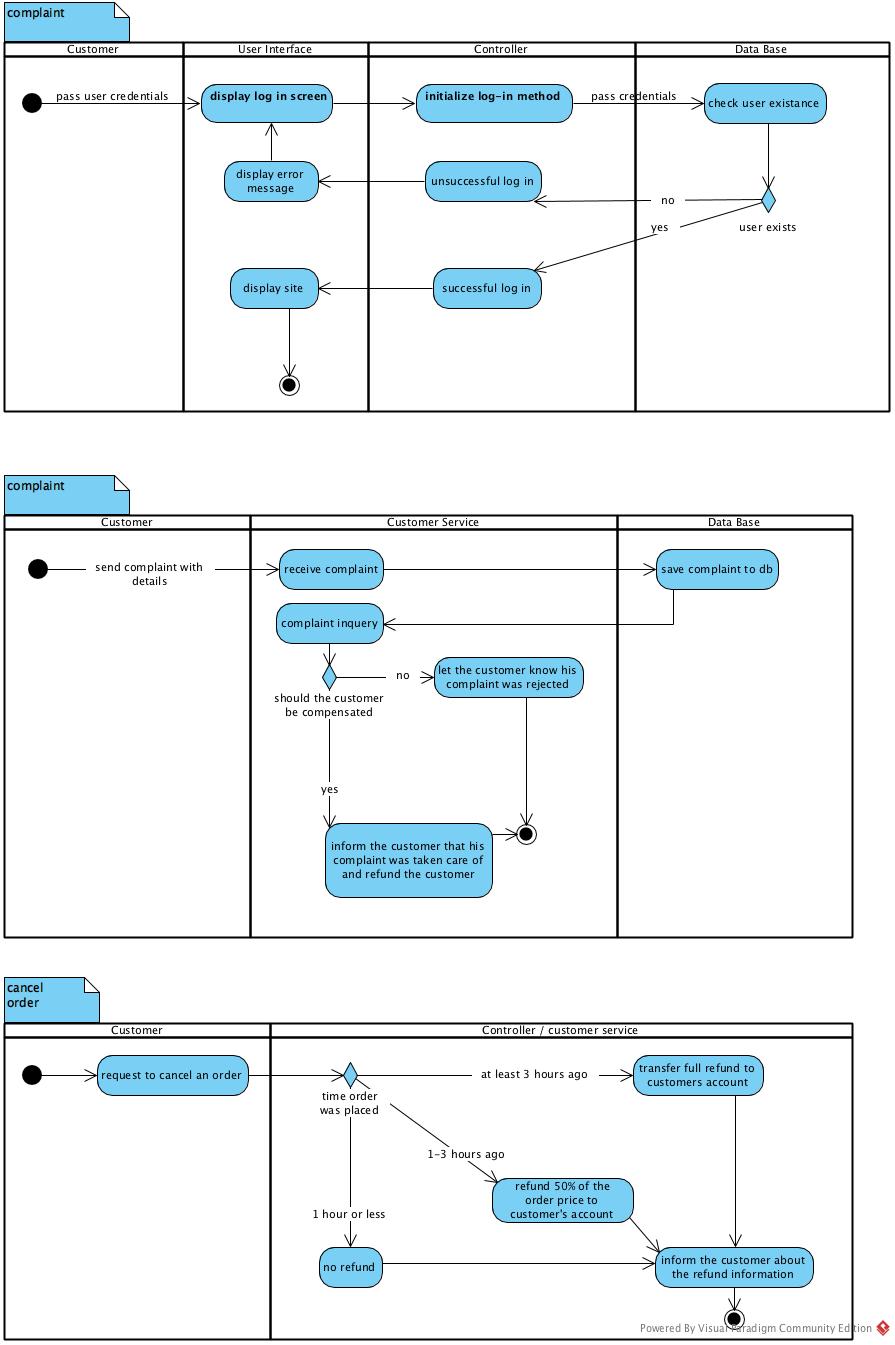 complaint
Customer
User Interface
Controller
Data Base
pass user credentials
display log in screen
initialize log-in method
pass credentials
check user existance
display error
message
unsuccessful log in
no
yes
user exists
display site
successful log in
complaint
Customer
Customer Service
Data Base
send complaint with
details
receive complaint
save complaint to db
complaint inquery
no
let the customer know his
complaint was rejected
should the customer
be compensated
yes
inform the customer that his
complaint was taken care of
and refund the customer
cancel
order
Customer
Controller / customer service
request to cancel an order
time order
was placed
at least 3 hours ago
transfer full refund to
customers account
1-3 hours ago
refund 50% of the
order price to
customer's account
1 hour or less
no refund
inform the customer about
the refund information
Powered By Visual Paradigm Community Edition